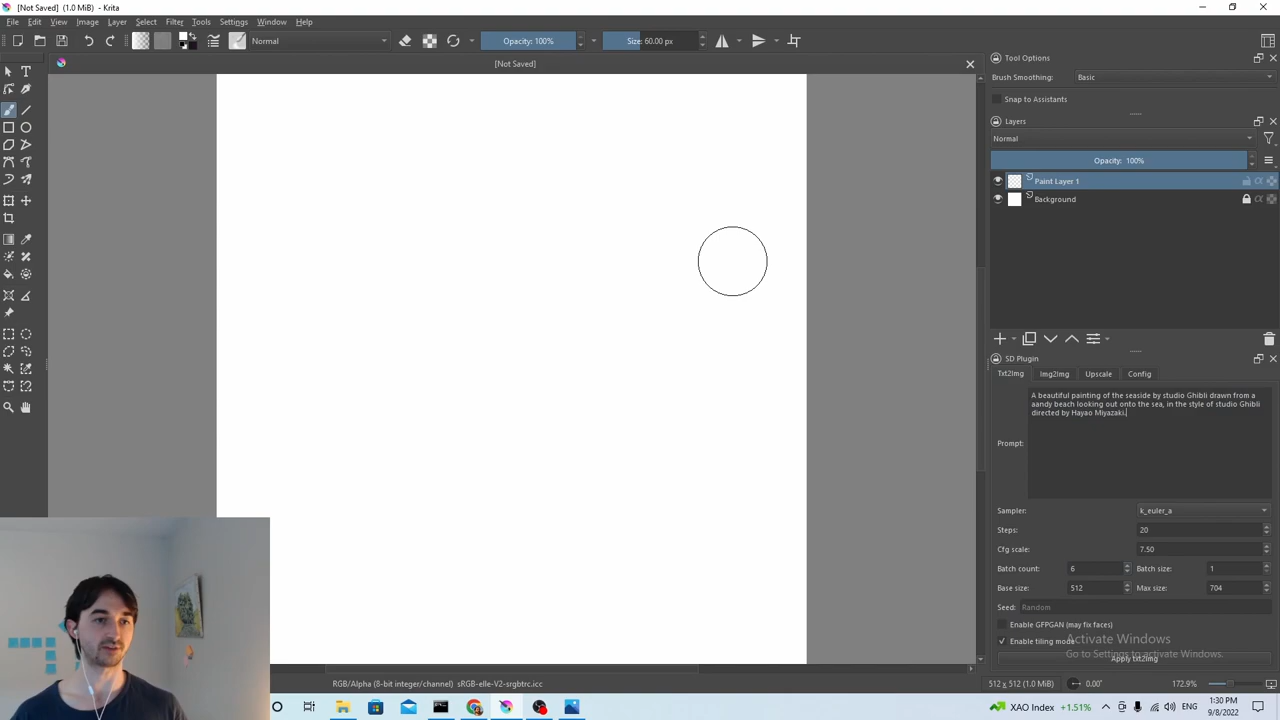 [Not Saved] (1.0 MiB) - Krita
File Edit View Image Layer Select Filter Tools Settings Window Help
Normal Opacity: 100% Size: 60.00 px
[Not Saved]
Tool Options
Brush Smoothing: Basic
Snap to Assistants
Layers
Normal
Opacity: 100%
Paint Layer 1
Background
SD Plugin
Txt2Img Img2Img Upscale Config
A beautiful painting of the seaside by studio Ghibli drawn from a
aandy beach looking out onto the sea, in the style of studio Ghibli
directed by Hayao Miyazaki.
Prompt:
Sampler: k_euler_a
Steps: 20
Cfg scale: 7.50
Batch count: 6 Batch size: 1
Base size: 512 Max size: 704
Seed: Random
Enable GFPGAN (may fix faces)
Enable tiling mode
Activate Windows
Go to Settings to activate Windows.
Apply txt2img
RGB/Alpha (8-bit integer/channel) sRGB-elle-V2-srgbtrc.icc
512 x 512 (1.0 MiB) 0.00° 172.9%
XAO Index +1.51% ENG 1:30 PM
9/8/2022